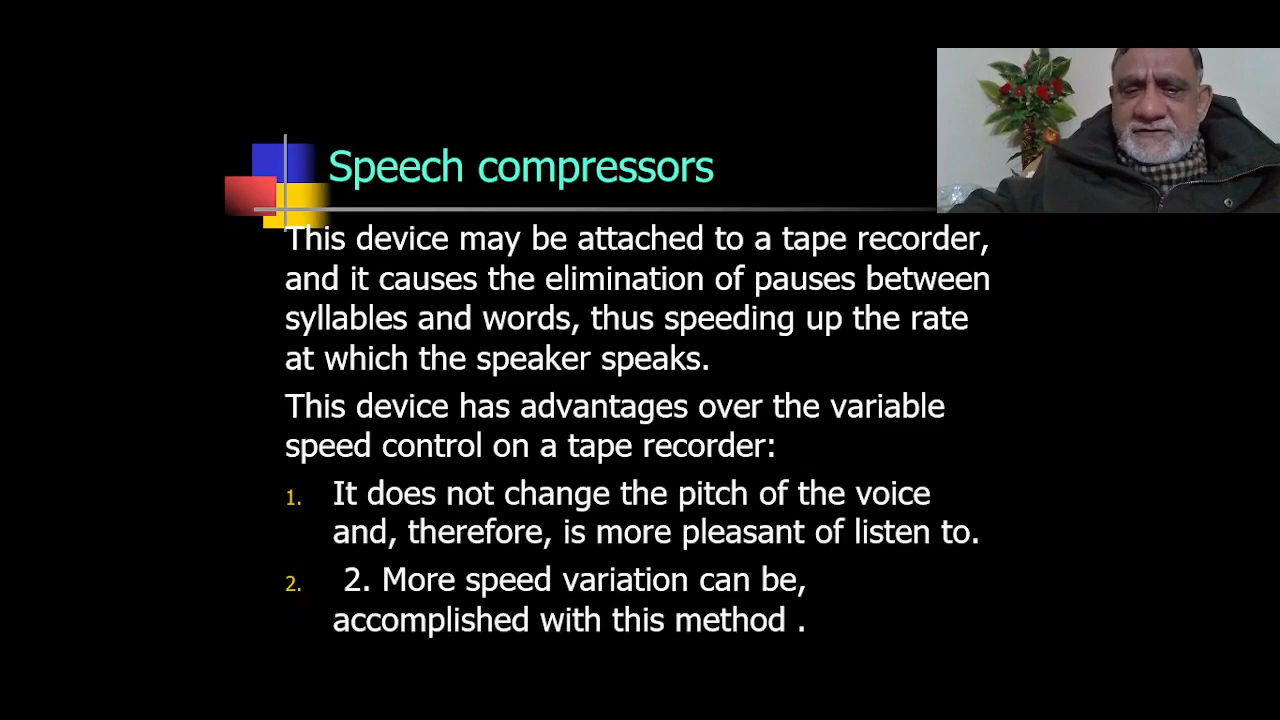 Speech compressors
This device may be attached to a tape recorder,
and it causes the elimination of pauses between
syllables and words, thus speeding up the rate
at which the speaker speaks.
This device has advantages over the variable
speed control on a tape recorder:
1. It does not change the pitch of the voice
and, therefore, is more pleasant of listen to.
2. 2. More speed variation can be,
accomplished with this method .